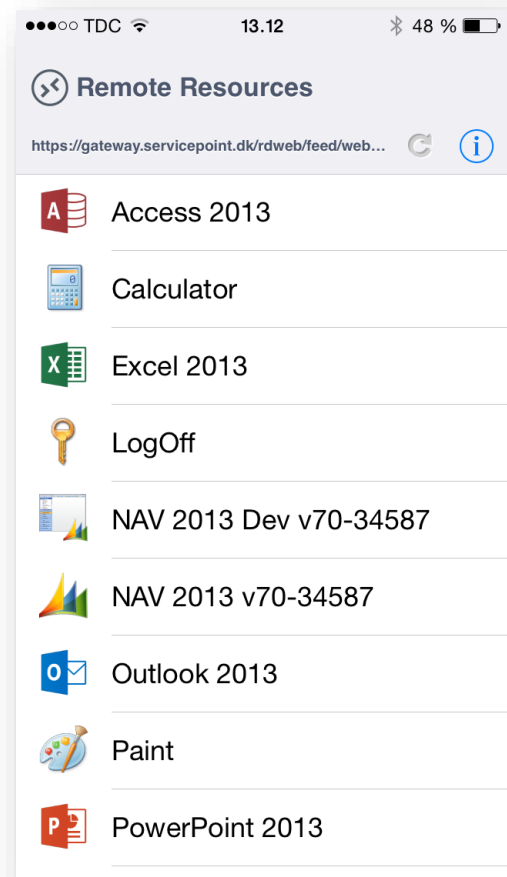 TDC 13.12 48 %
Remote Resources
https://gateway.servicepoint.dk/rdweb/feed/web...
Access 2013
Calculator
Excel 2013
LogOff
NAV 2013 Dev v70-34587
NAV 2013 v70-34587
Outlook 2013
Paint
PowerPoint 2013